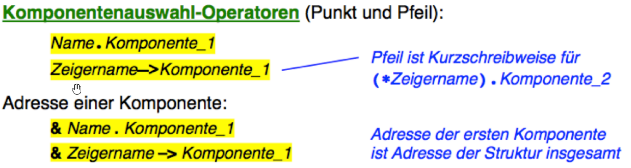 Komponentenauswahl-Operatoren (Punkt und Pfeil):
Name.Komponente_1
Zeigername—>Komponente_1
Pfeil ist Kurzschreibweise für
(*Zeigername).Komponente_2
Adresse einer Komponente:
& Name . Komponente_1
& Zeigername –> Komponente_1
Adresse der ersten Komponente
ist Adresse der Struktur insgesamt